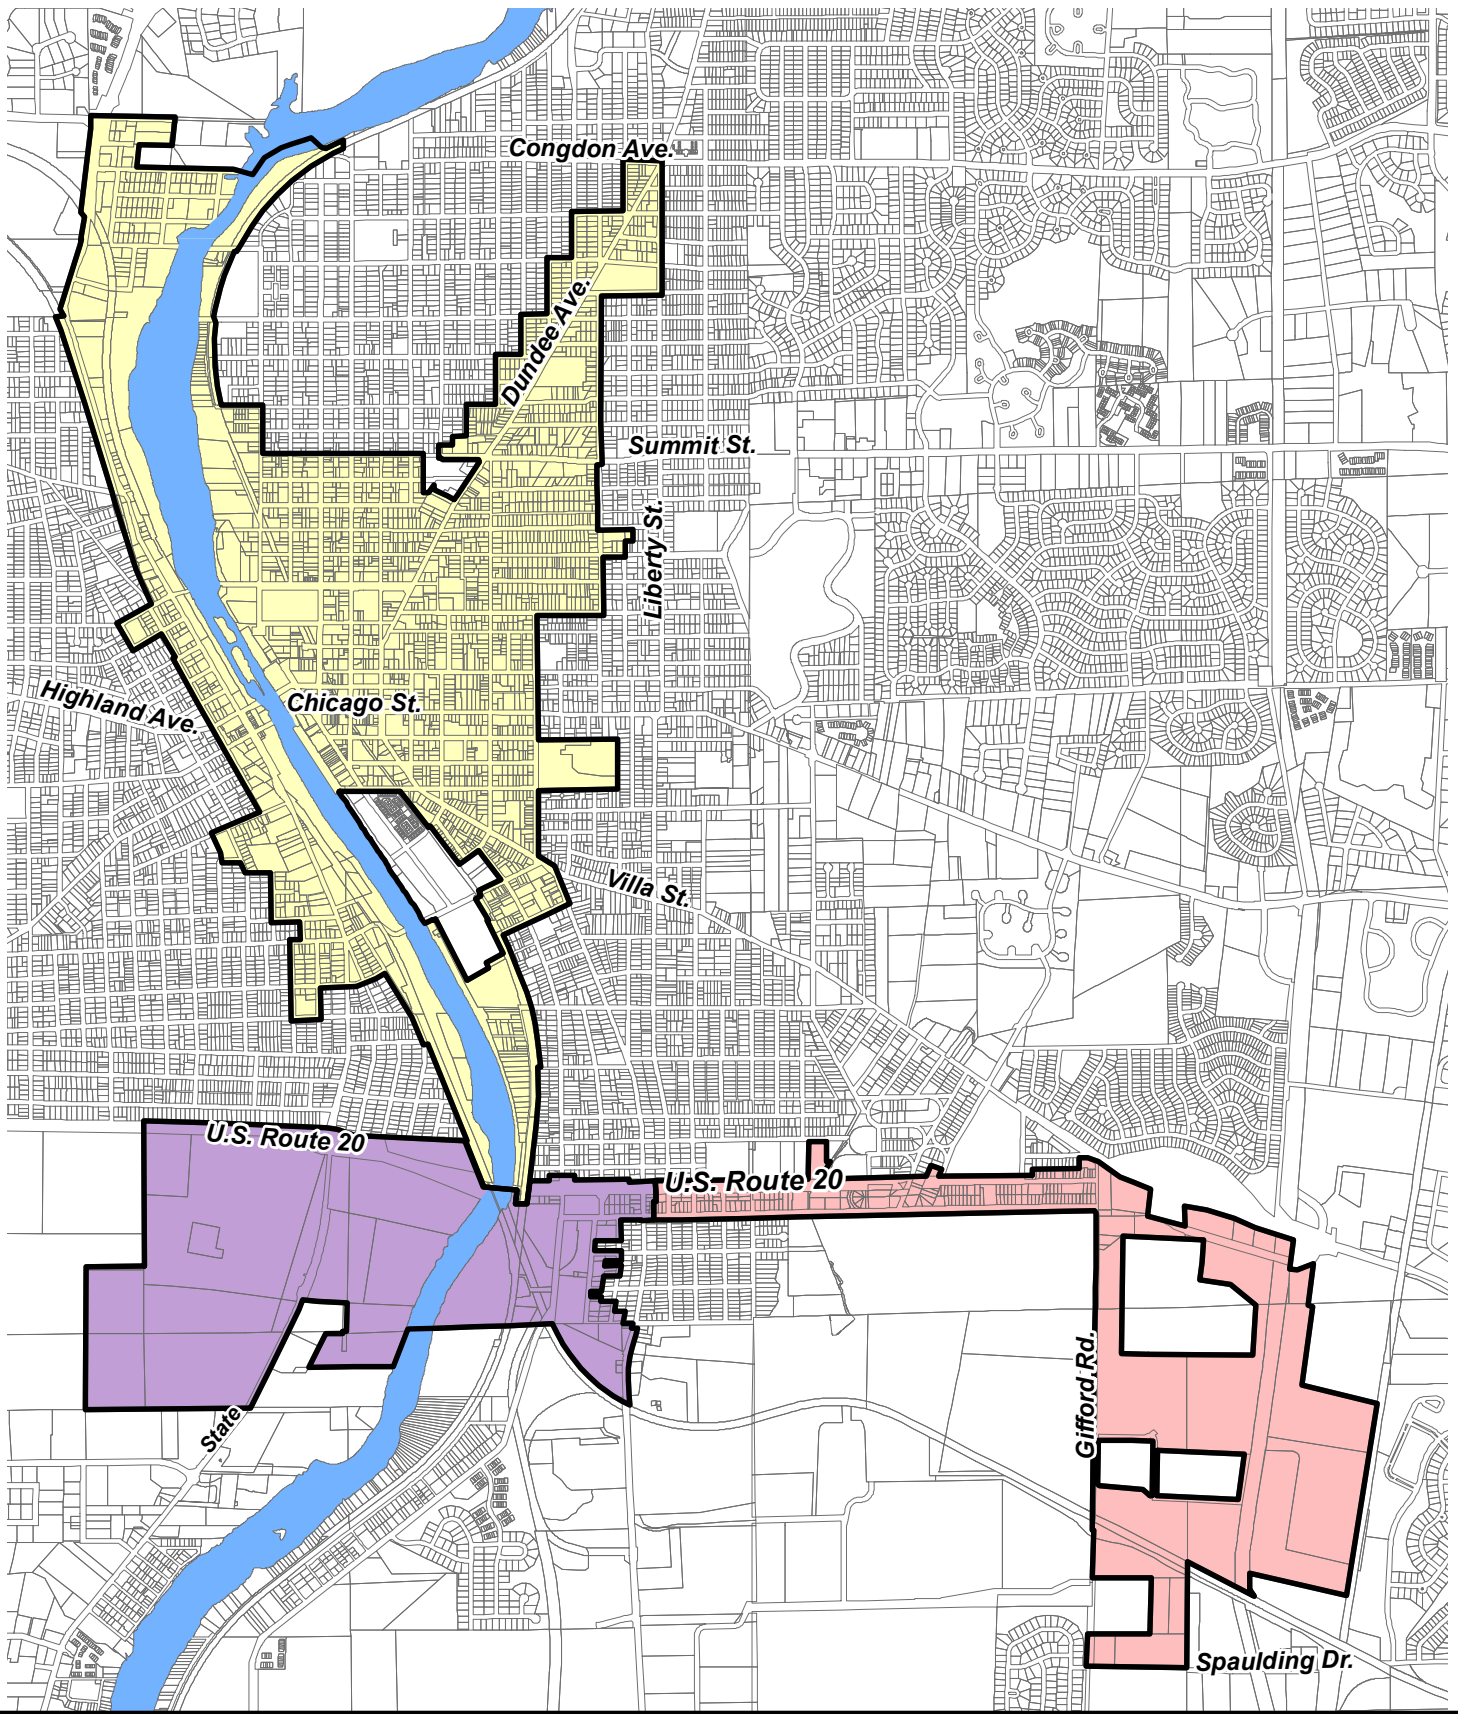 Congdon Ave.
Dundee Ave.
Summit St.
Liberty St.
Highland Ave.
Chicago St.
Villa St.
U.S. Route 20
U.S. Route 20
Gifford Rd.
State
Spaulding Dr.